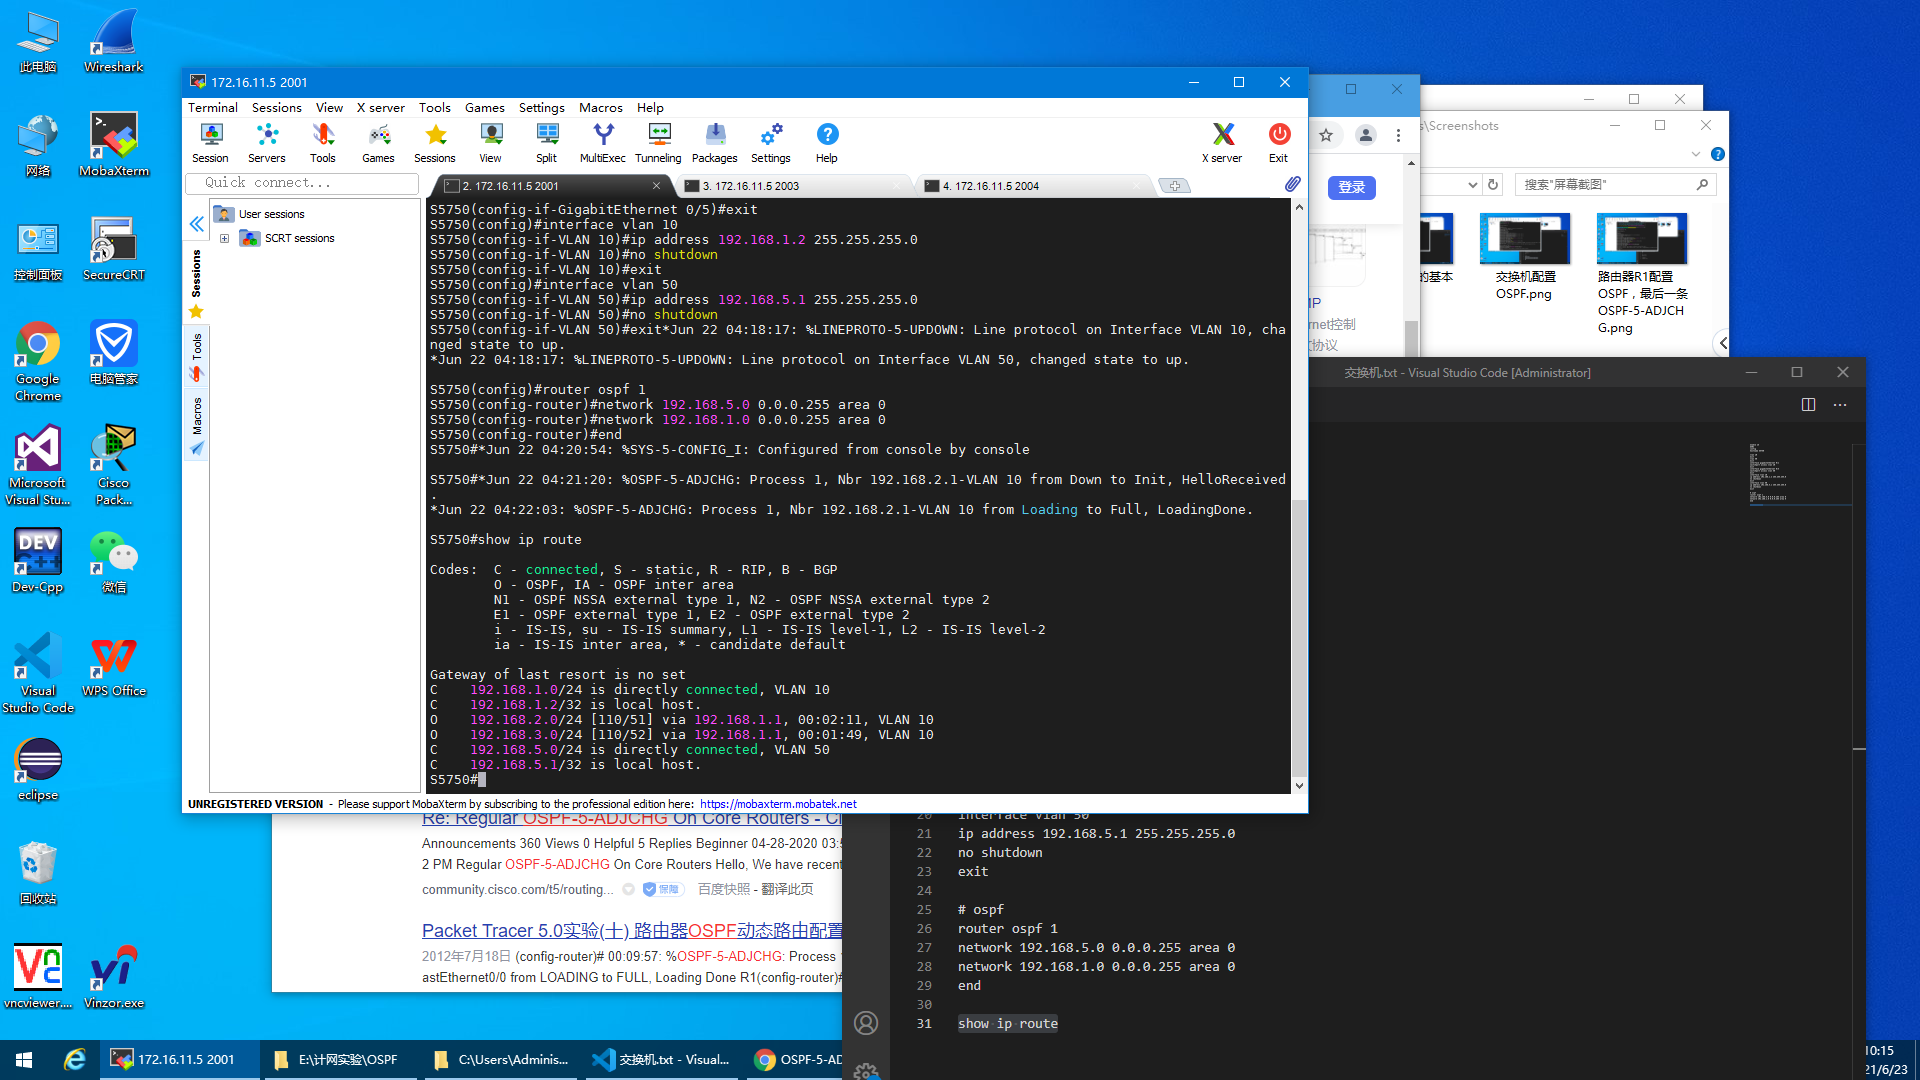 此电脑
Wireshark
网络
MobaXterm
控制面板
SecureCRT
Google Chrome
电脑管家
Microsoft Visual Stu...
Cisco Pack...
Dev-Cpp
微信
Visual Studio Code
WPS Office
eclipse
回收站
vncviewer....
Vinzor.exe
172.16.11.5 2001
Terminal Sessions View X server Tools Games Settings Macros Help
Session Servers Tools Games Sessions View Split MultiExec Tunneling Packages Settings Help X server Exit
Quick connect...
2. 172.16.11.5 2001
3. 172.16.11.5 2003
4. 172.16.11.5 2004
User sessions
SCRT sessions
Sessions
Tools
Macros
S5750(config-if-GigabitEthernet 0/5)#exit
S5750(config)#interface vlan 10
S5750(config-if-VLAN 10)#ip address 192.168.1.2 255.255.255.0
S5750(config-if-VLAN 10)#no shutdown
S5750(config-if-VLAN 10)#exit
S5750(config)#interface vlan 50
S5750(config-if-VLAN 50)#ip address 192.168.5.1 255.255.255.0
S5750(config-if-VLAN 50)#no shutdown
S5750(config-if-VLAN 50)#exit*Jun 22 04:18:17: %LINEPROTO-5-UPDOWN: Line protocol on Interface VLAN 10, cha
nged state to up.
*Jun 22 04:18:17: %LINEPROTO-5-UPDOWN: Line protocol on Interface VLAN 50, changed state to up.
S5750(config)#router ospf 1
S5750(config-router)#network 192.168.5.0 0.0.0.255 area 0
S5750(config-router)#network 192.168.1.0 0.0.0.255 area 0
S5750(config-router)#end
S5750#*Jun 22 04:20:54: %SYS-5-CONFIG_I: Configured from console by console
S5750#*Jun 22 04:21:20: %OSPF-5-ADJCHG: Process 1, Nbr 192.168.2.1-VLAN 10 from Down to Init, HelloReceived
.
*Jun 22 04:22:03: %OSPF-5-ADJCHG: Process 1, Nbr 192.168.2.1-VLAN 10 from Loading to Full, LoadingDone.
S5750#show ip route
Codes:  C - connected, S - static, R - RIP, B - BGP
O - OSPF, IA - OSPF inter area
N1 - OSPF NSSA external type 1, N2 - OSPF NSSA external type 2
E1 - OSPF external type 1, E2 - OSPF external type 2
i - IS-IS, su - IS-IS summary, L1 - IS-IS level-1, L2 - IS-IS level-2
ia - IS-IS inter area, * - candidate default
Gateway of last resort is no set
C    192.168.1.0/24 is directly connected, VLAN 10
C    192.168.1.2/32 is local host.
O    192.168.2.0/24 [110/51] via 192.168.1.1, 00:02:11, VLAN 10
O    192.168.3.0/24 [110/52] via 192.168.1.1, 00:01:49, VLAN 10
C    192.168.5.0/24 is directly connected, VLAN 50
C    192.168.5.1/32 is local host.
S5750#
UNREGISTERED VERSION - Please support MobaXterm by subscribing to the professional edition here: https://mobaxterm.mobatek.net
登录
MP
rnet控制
协议
s\Screenshots
搜索"屏幕截图"
的基本
交换机配置
OSPF.png
路由器R1配置
OSPF，最后一条
OSPF-5-ADJCH
G.png
交换机.txt - Visual Studio Code [Administrator]
20 interface vlan 50
21 ip address 192.168.5.1 255.255.255.0
22 no shutdown
23 exit
24
25 # ospf
26 router ospf 1
27 network 192.168.5.0 0.0.0.255 area 0
28 network 192.168.1.0 0.0.0.255 area 0
29 end
30
31 show ip route
Re: Regular OSPF-5-ADJCHG On Core Routers - Ci
Announcements 360 Views 0 Helpful 5 Replies Beginner 04-28-2020 03:5
2 PM Regular OSPF-5-ADJCHG On Core Routers Hello, We have recent
community.cisco.com/t5/routing... 保障 百度快照 - 翻译此页
Packet Tracer 5.0实验(十) 路由器OSPF动态路由配置
2012年7月18日 (config-router)# 00:09:57: %OSPF-5-ADJCHG: Process
astEthernet0/0 from LOADING to FULL, Loading Done R1(config-router)#
172.16.11.5 2001
E:\计网实验\OSPF
C:\Users\Adminis...
交换机.txt - Visual...
OSPF-5-AD
10:15
21/6/23